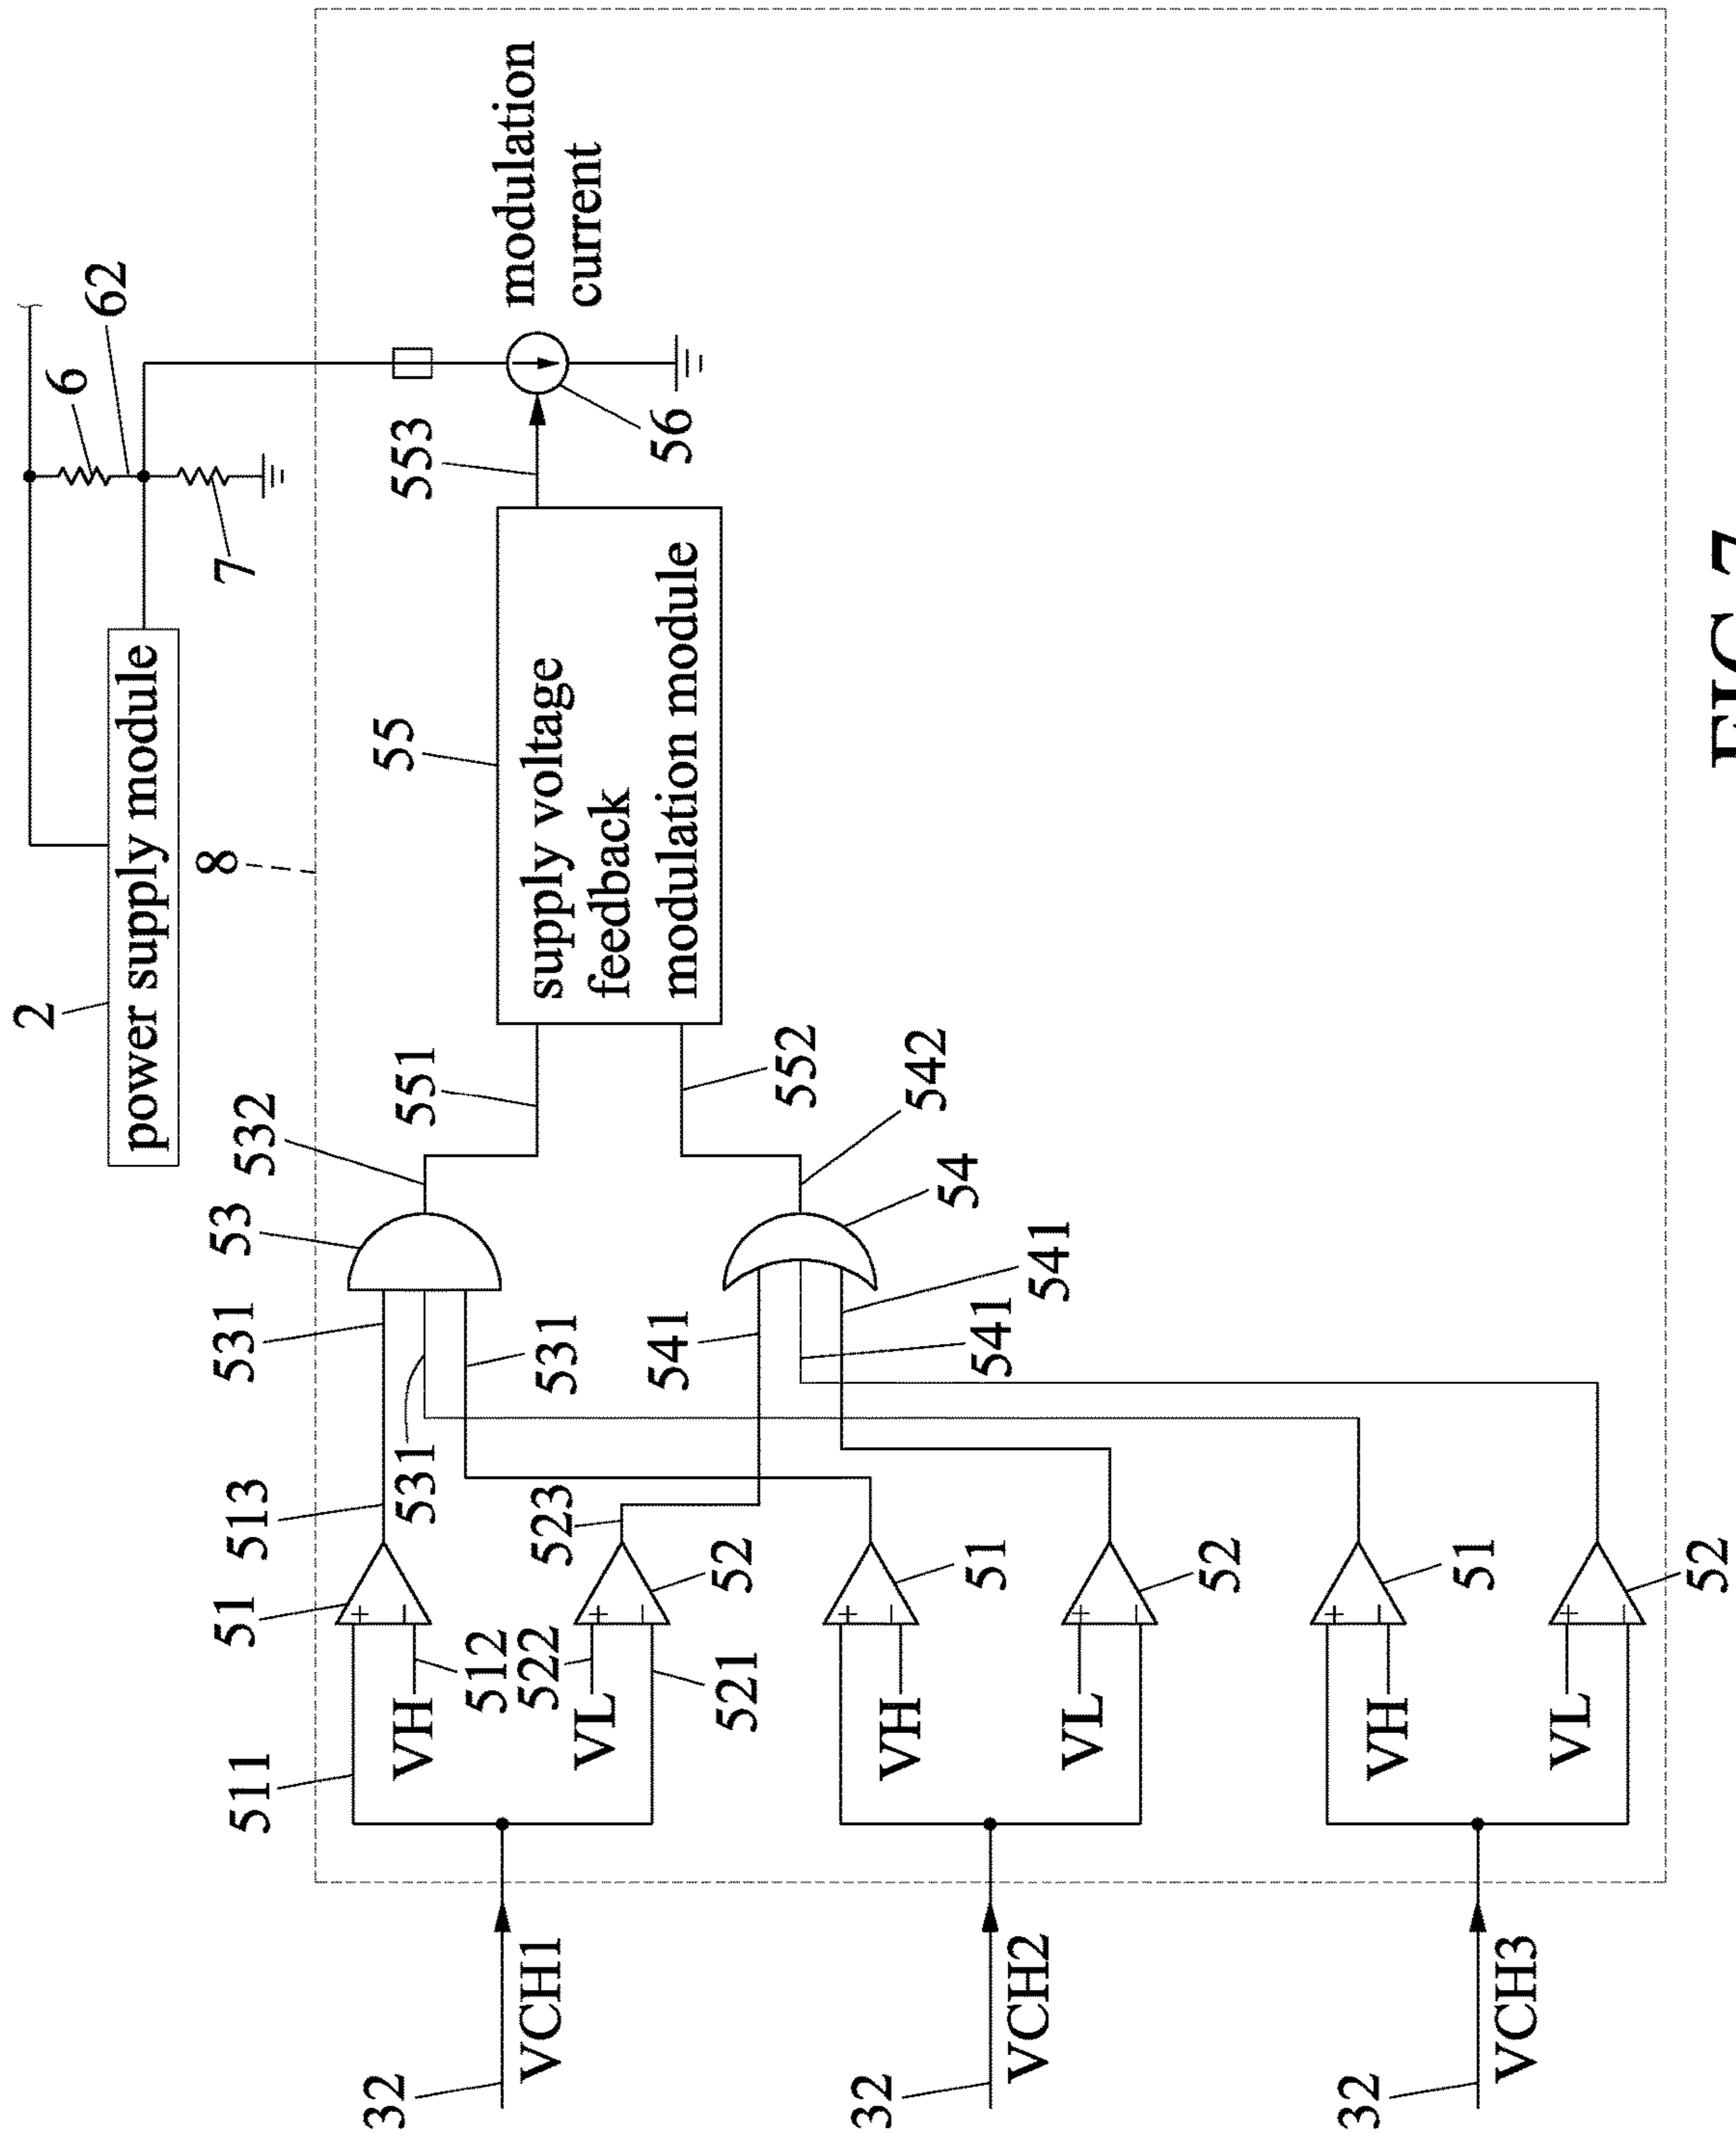 2
power supply module
6
62
7
8
32
VCH1
511
VH
512
51
513
531
531
531
53
532
551
VL
522
521
523
52
541
541
541
54
542
552
55
supply voltage
feedback
modulation module
553
56
modulation
current
32
VCH2
VH
51
VL
52
32
VCH3
VH
51
VL
52
FIG.7